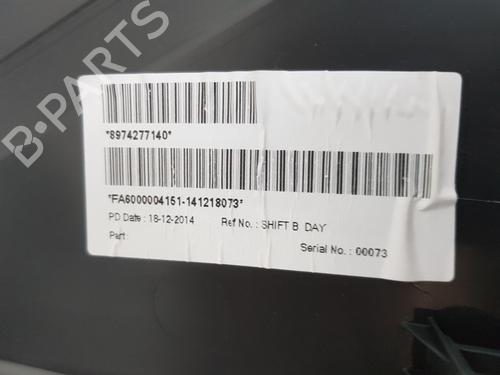 B-PARTS
*8974277140*
*FA6000004151-141218073*
PD.Date : 18-12-2014 Ref No. : SHIFT B DAY
Part :
Serial No. : 00073